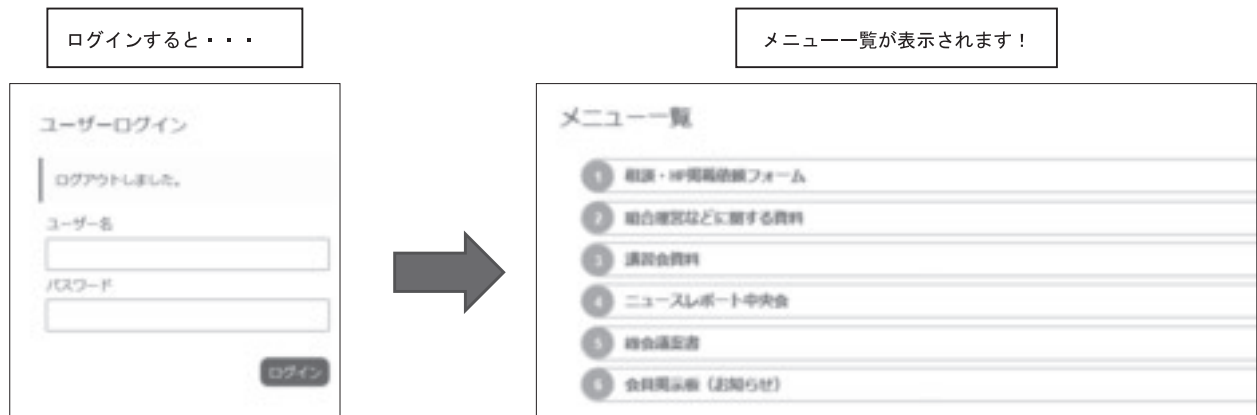 ログインすると・・・
メニュー一覧が表示されます！
ユーザーログイン
ログアウトしました。
ユーザー名
パスワード
ログイン
メニュー一覧
1 相談・HP掲載依頼フォーム
2 組合運営などに関する資料
3 講習会資料
4 ニュースレポート中央会
5 総会議案書
6 会員掲示板（お知らせ）